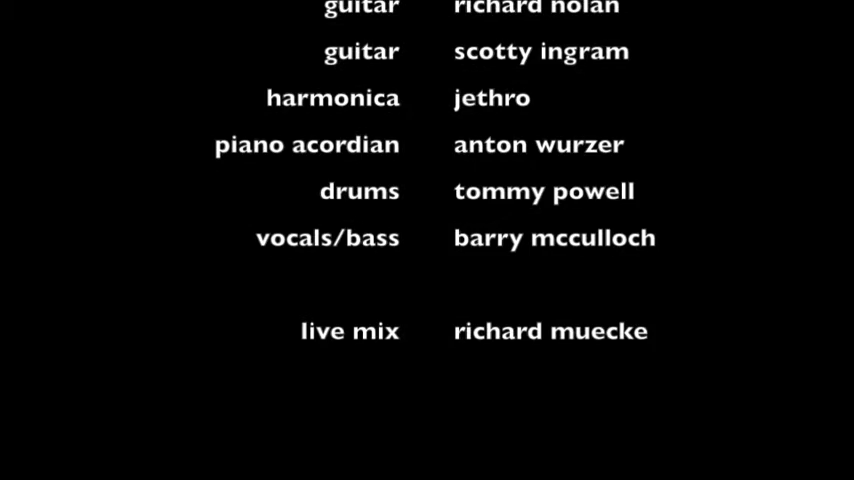 guitar richard nolan
guitar scotty ingram
harmonica jethro
piano acordian anton wurzer
drums tommy powell
vocals/bass barry mcculloch
live mix richard muecke